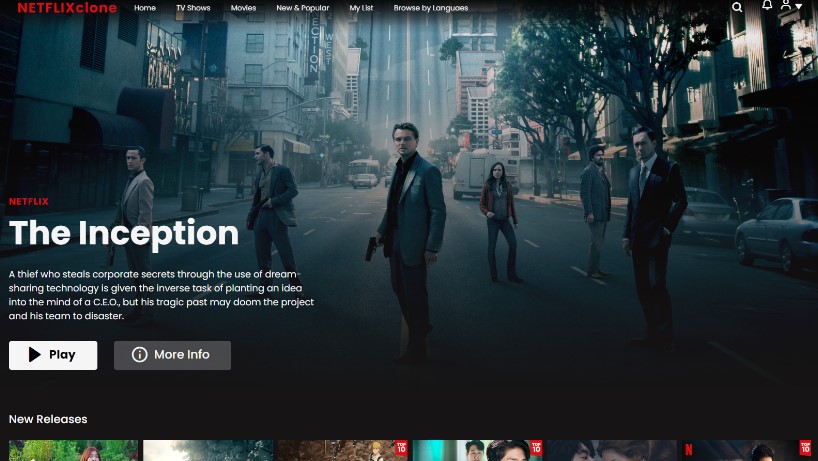 NETFLIXclone Home TV Shows Movies New & Popular My List Browse by Languaes
ECTION
WEST
NETFLIX
The Inception
A thief who steals corporate secrets through the use of dream-
sharing technology is given the inverse task of planting an idea
into the mind of a C.E.O., but his tragic past may doom the project
and his team to disaster.
Play More Info
New Releases
TOP
10
TOP
10
N
TOP
10